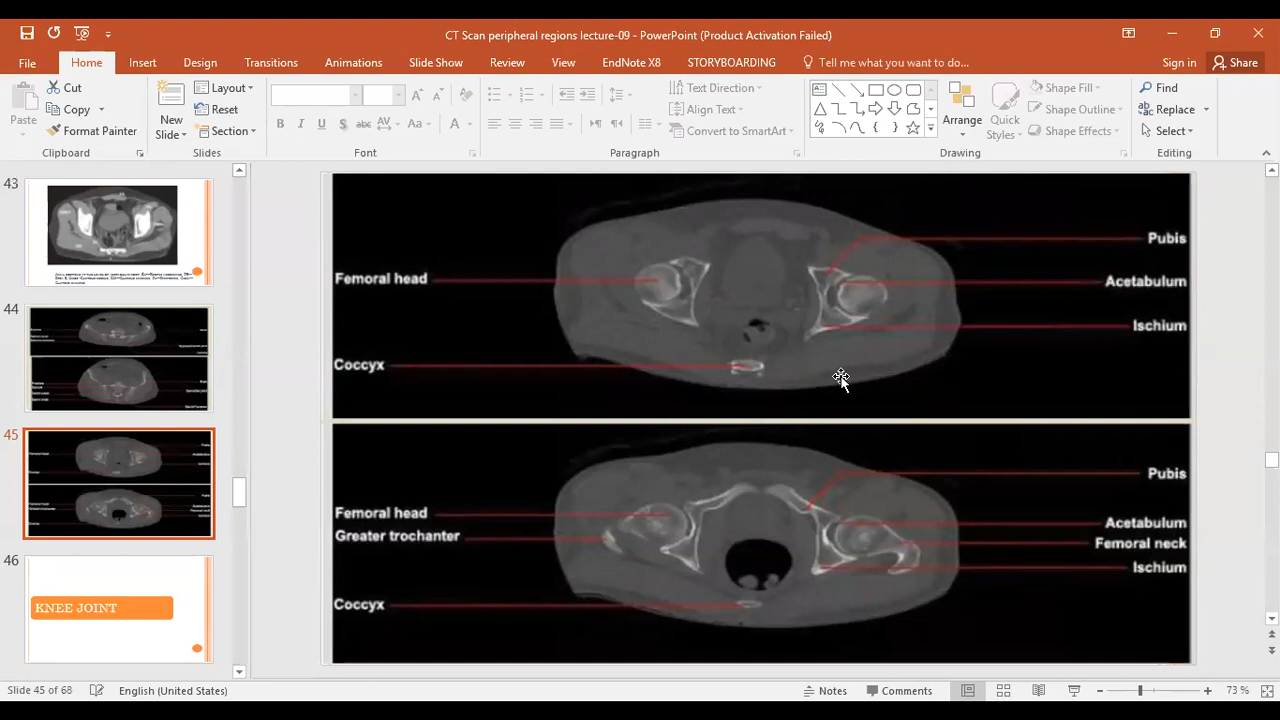 CT Scan peripheral regions lecture-09 - PowerPoint (Product Activation Failed)
File Home Insert Design Transitions Animations Slide Show Review View EndNote X8 STORYBOARDING Tell me what you want to do... Sign in Share
Paste
Cut
Copy
Format Painter
Clipboard
New
Slide
Layout
Reset
Section
Slides
B I U S abc AV Aa A
Font
Text Direction
Align Text
Convert to SmartArt
Paragraph
Arrange
Quick
Styles
Shape Fill
Shape Outline
Shape Effects
Drawing
Find
Replace
Select
Editing
43
44
45
46
KNEE JOINT
Pubis
Femoral head
Acetabulum
Ischium
Coccyx
Pubis
Femoral head
Acetabulum
Greater trochanter
Femoral neck
Ischium
Coccyx
Slide 45 of 68 English (United States) Notes Comments 73 %